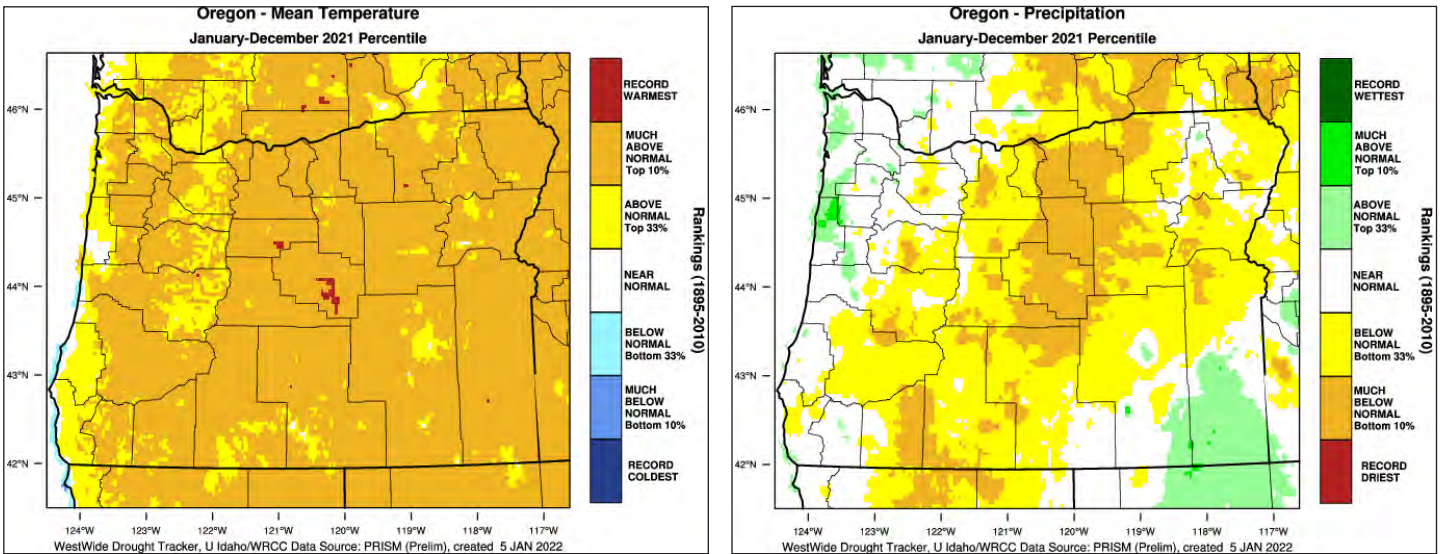 Oregon - Mean Temperature
January-December 2021 Percentile
46°N
45°N
44°N
43°N
42°N
124°W
123°W
122°W
121°W
120°W
119°W
118°W
117°W
RECORD
WARMEST
MUCH
ABOVE
NORMAL
Top 10%
ABOVE
NORMAL
Top 33%
NEAR
NORMAL
BELOW
NORMAL
Bottom 33%
MUCH
BELOW
NORMAL
Bottom 10%
RECORD
COLDEST
Rankings (1895-2010)
WestWide Drought Tracker, U Idaho/WRCC Data Source: PRISM (Prelim), created 5 JAN 2022
Oregon - Precipitation
January-December 2021 Percentile
46°N
45°N
44°N
43°N
42°N
124°W
123°W
122°W
121°W
120°W
119°W
118°W
117°W
RECORD
WETTEST
MUCH
ABOVE
NORMAL
Top 10%
ABOVE
NORMAL
Top 33%
NEAR
NORMAL
BELOW
NORMAL
Bottom 33%
MUCH
BELOW
NORMAL
Bottom 10%
RECORD
DRIEST
Rankings (1895-2010)
WestWide Drought Tracker, U Idaho/WRCC Data Source: PRISM (Prelim), created 5 JAN 2022